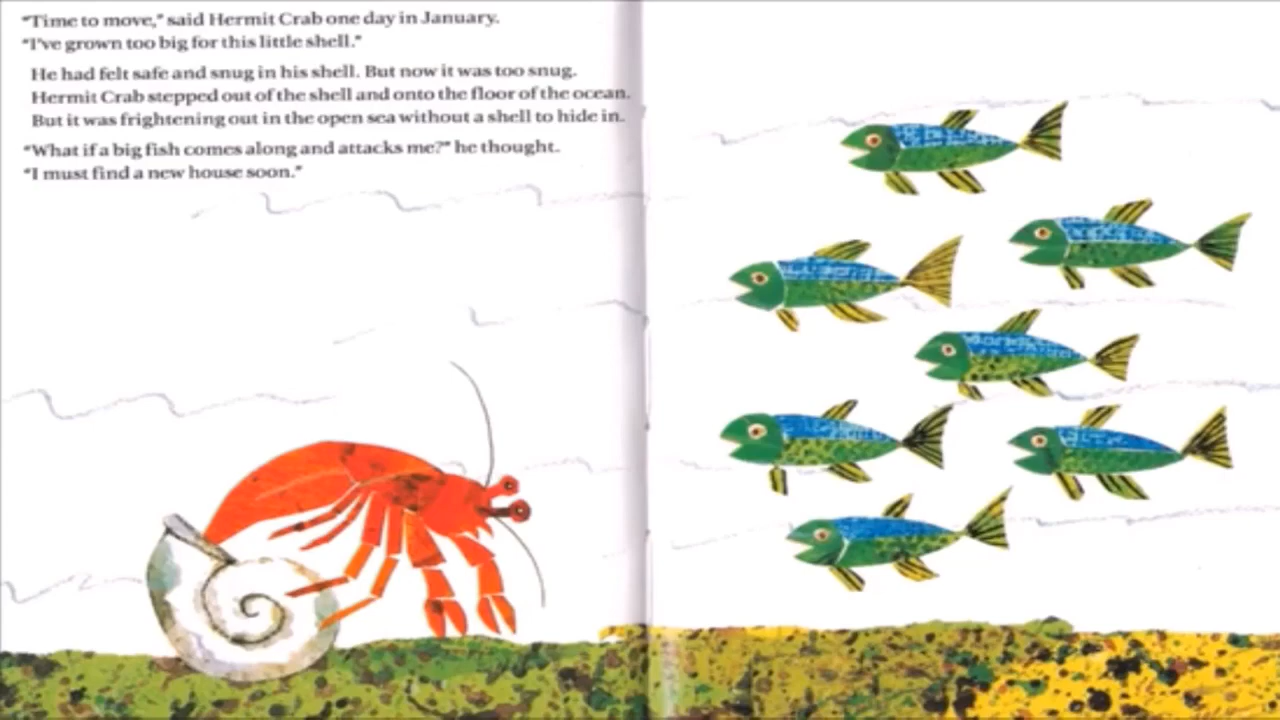 "Time to move," said Hermit Crab one day in January.
"I've grown too big for this little shell."
He had felt safe and snug in his shell. But now it was too snug.
Hermit Crab stepped out of the shell and onto the floor of the ocean.
But it was frightening out in the open sea without a shell to hide in.
"What if a big fish comes along and attacks me?" he thought.
"I must find a new house soon."